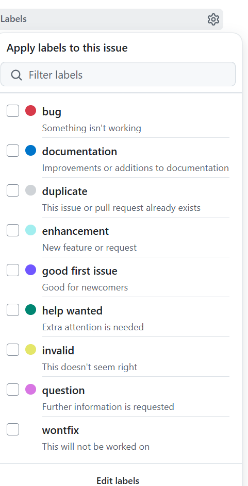 Labels
Apply labels to this issue
Filter labels
bug
Something isn't working
documentation
Improvements or additions to documentation
duplicate
This issue or pull request already exists
enhancement
New feature or request
good first issue
Good for newcomers
help wanted
Extra attention is needed
invalid
This doesn't seem right
question
Further information is requested
wontfix
This will not be worked on
Edit labels